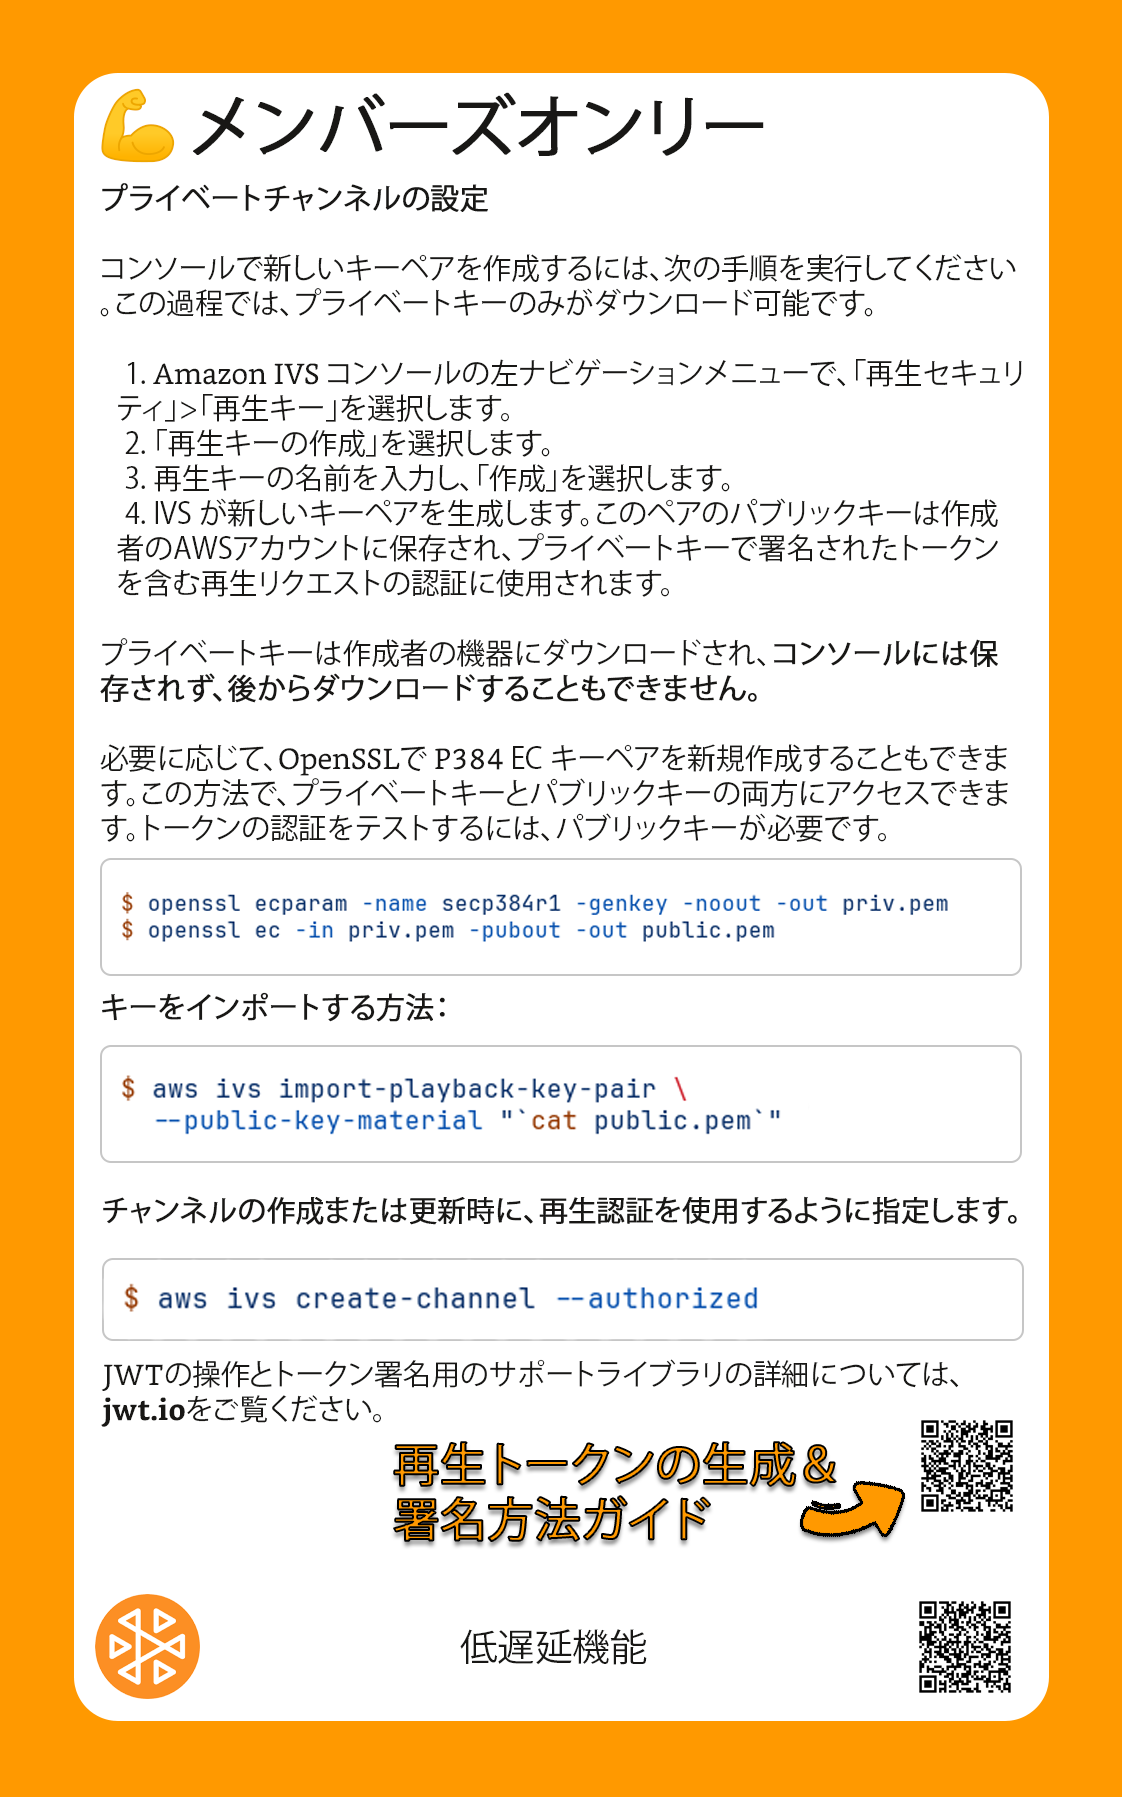 💪 メンバーズオンリー
プライベートチャンネルの設定
コンソールで新しいキーペアを作成するには、次の手順を実行してください
。この過程では、プライベートキーのみがダウンロード可能です。
1. Amazon IVS コンソールの左ナビゲーションメニューで、「再生セキュリ
ティ」>「再生キー」を選択します。
2. 「再生キーの作成」を選択します。
3. 再生キーの名前を入力し、「作成」を選択します。
4. IVS が新しいキーペアを生成します。このペアのパブリックキーは作成
者のAWSアカウントに保存され、プライベートキーで署名されたトークン
を含む再生リクエストの認証に使用されます。
プライベートキーは作成者の機器にダウンロードされ、コンソールには保
存されず、後からダウンロードすることもできません。
必要に応じて、OpenSSLで P384 EC キーペアを新規作成することもできま
す。この方法で、プライベートキーとパブリックキーの両方にアクセスできま
す。トークンの認証をテストするには、パブリックキーが必要です。
$ openssl ecparam -name secp384r1 -genkey -noout -out priv.pem
$ openssl ec -in priv.pem -pubout -out public.pem
キーをインポートする方法:
$ aws ivs import-playback-key-pair \
--public-key-material "`cat public.pem`"
チャンネルの作成または更新時に、再生認証を使用するように指定します。
$ aws ivs create-channel --authorized
JWTの操作とトークン署名用のサポートライブラリの詳細については、
jwt.ioをご覧ください。
再生トークンの生成&
署名方法ガイド
低遅延機能